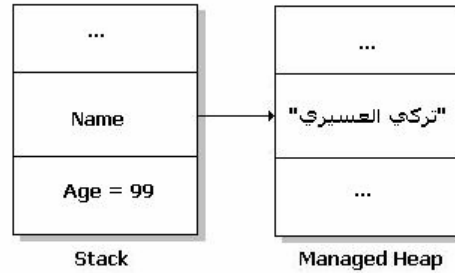 ...
Name
Age = 99
Stack
...
"تركي العسيري"
...
Managed Heap